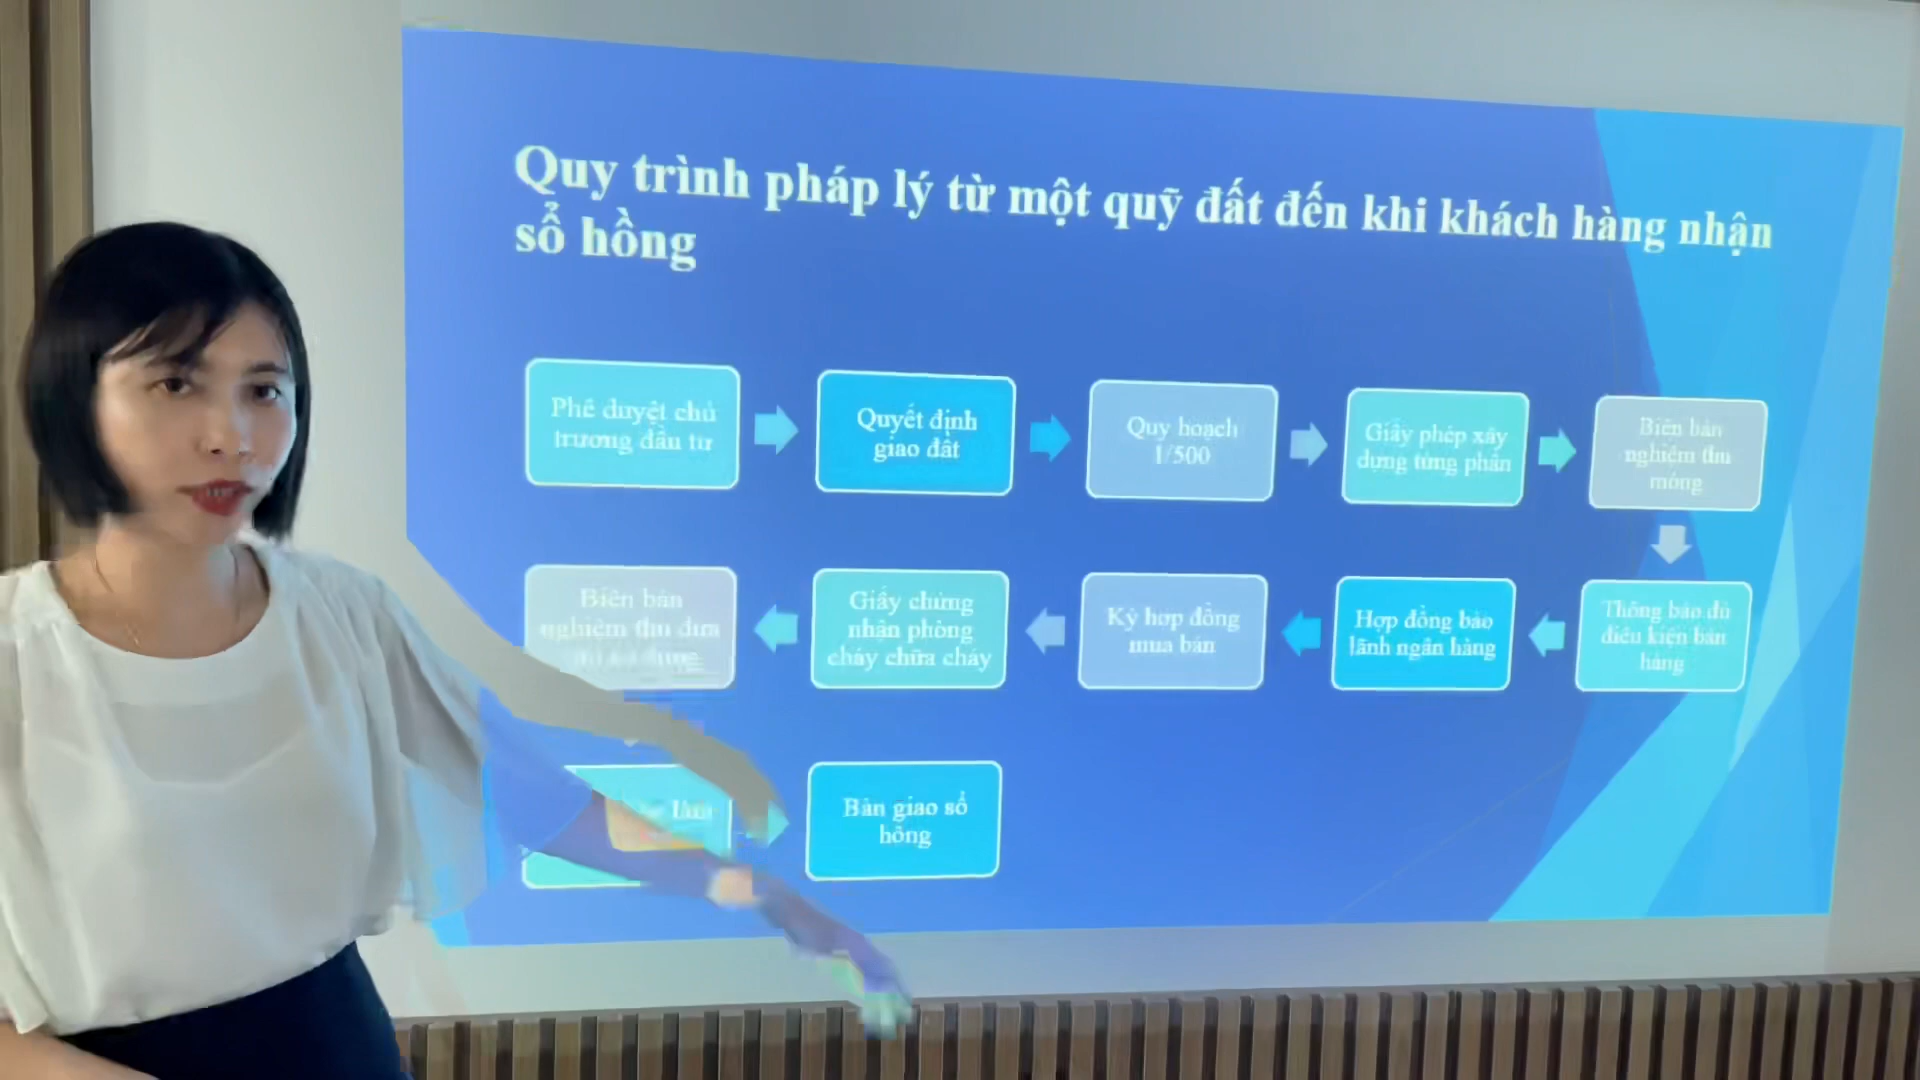 Quy trình pháp lý từ một quỹ đất đến khi khách hàng nhận
sổ hồng
Phê duyệt chủ
trương đầu tư
Quyết định
giao đất
Quy hoạch
1/500
Giấy phép xây
dựng từng phần
Biên bản
nghiệm thu
móng
Thông báo đủ
điều kiện bán
hàng
Hợp đồng bảo
lãnh ngân hàng
Ký hợp đồng
mua bán
Giấy chứng
nhận phòng
cháy chữa cháy
Biên bản
nghiệm thu đưa
Bàn giao sổ
hồng